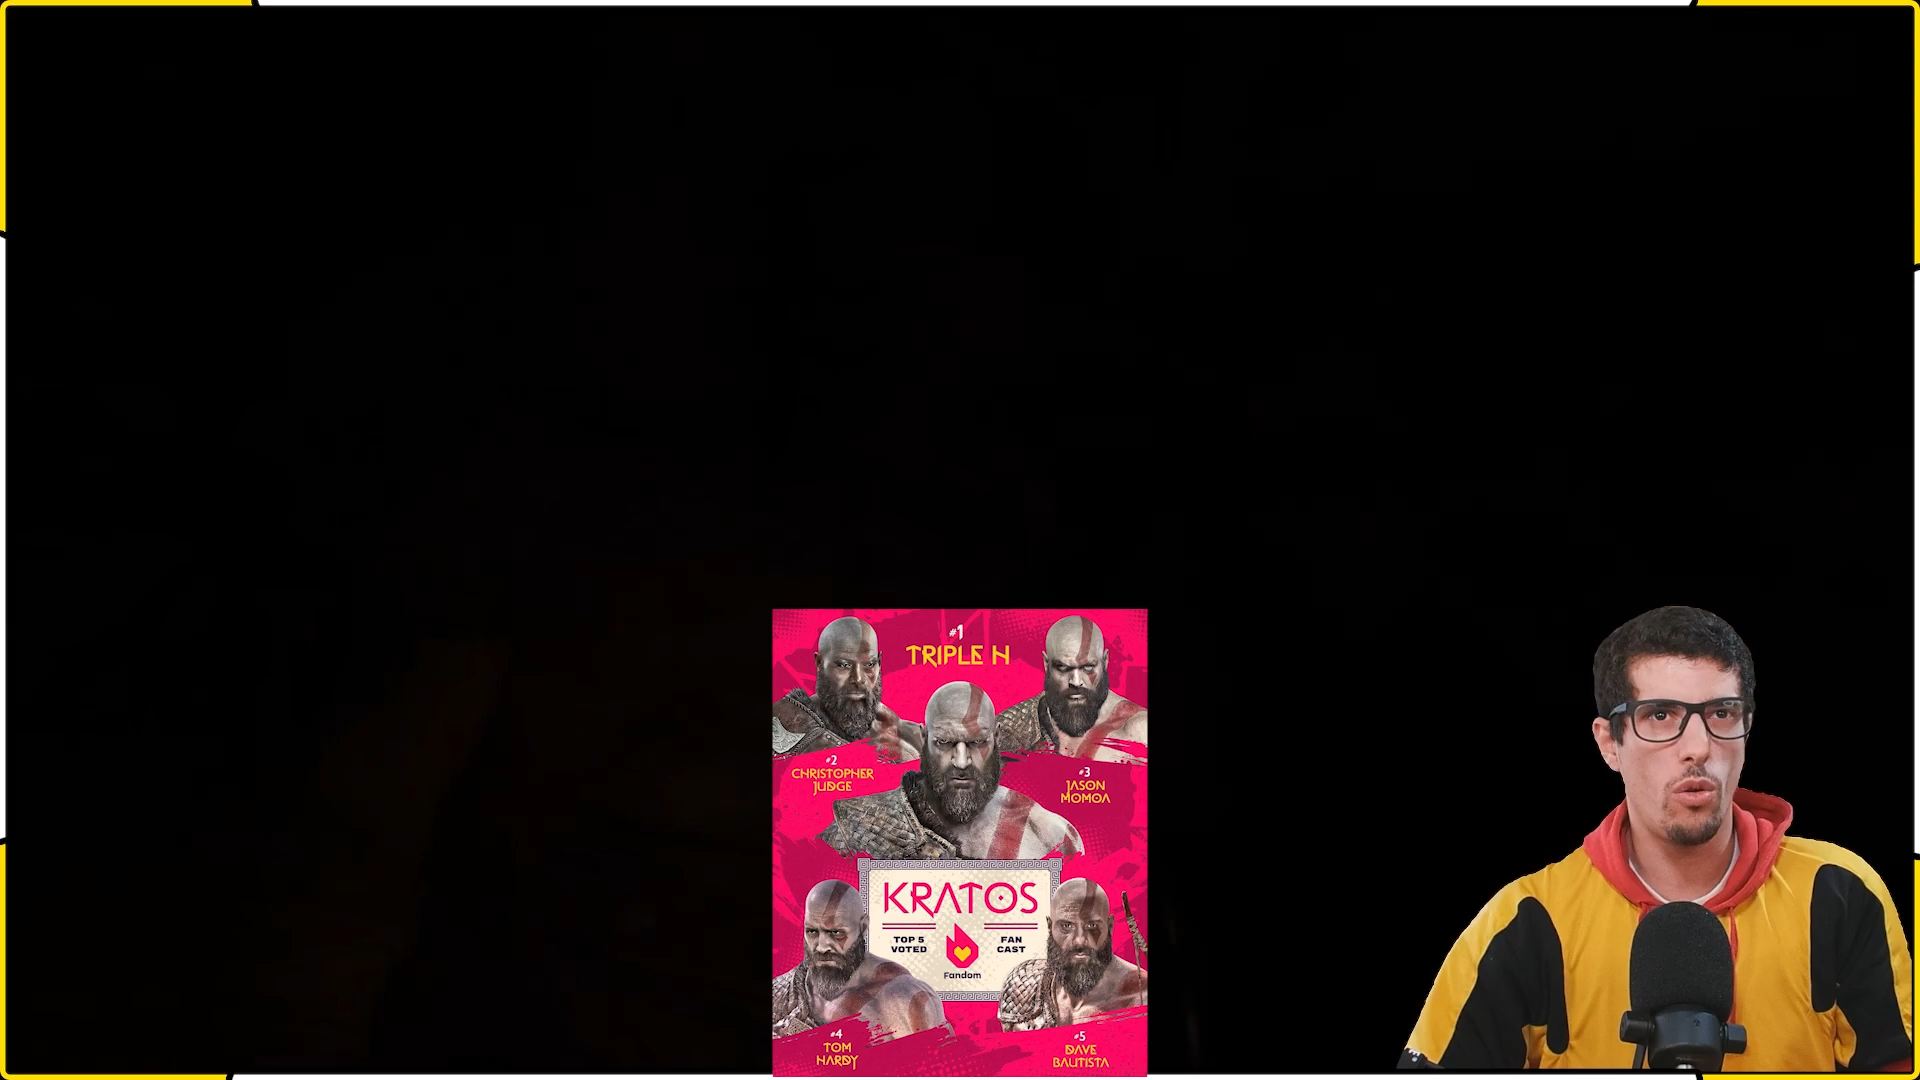 #1
TRIPLE H
#2
CHRISTOPHER
JUDGE
#3
JASON
MOMOA
KRATOS
TOP 5
VOTED
FAN
CAST
Fandom
#4
TOM
HARDY
#5
DAVE
BAUTISTA